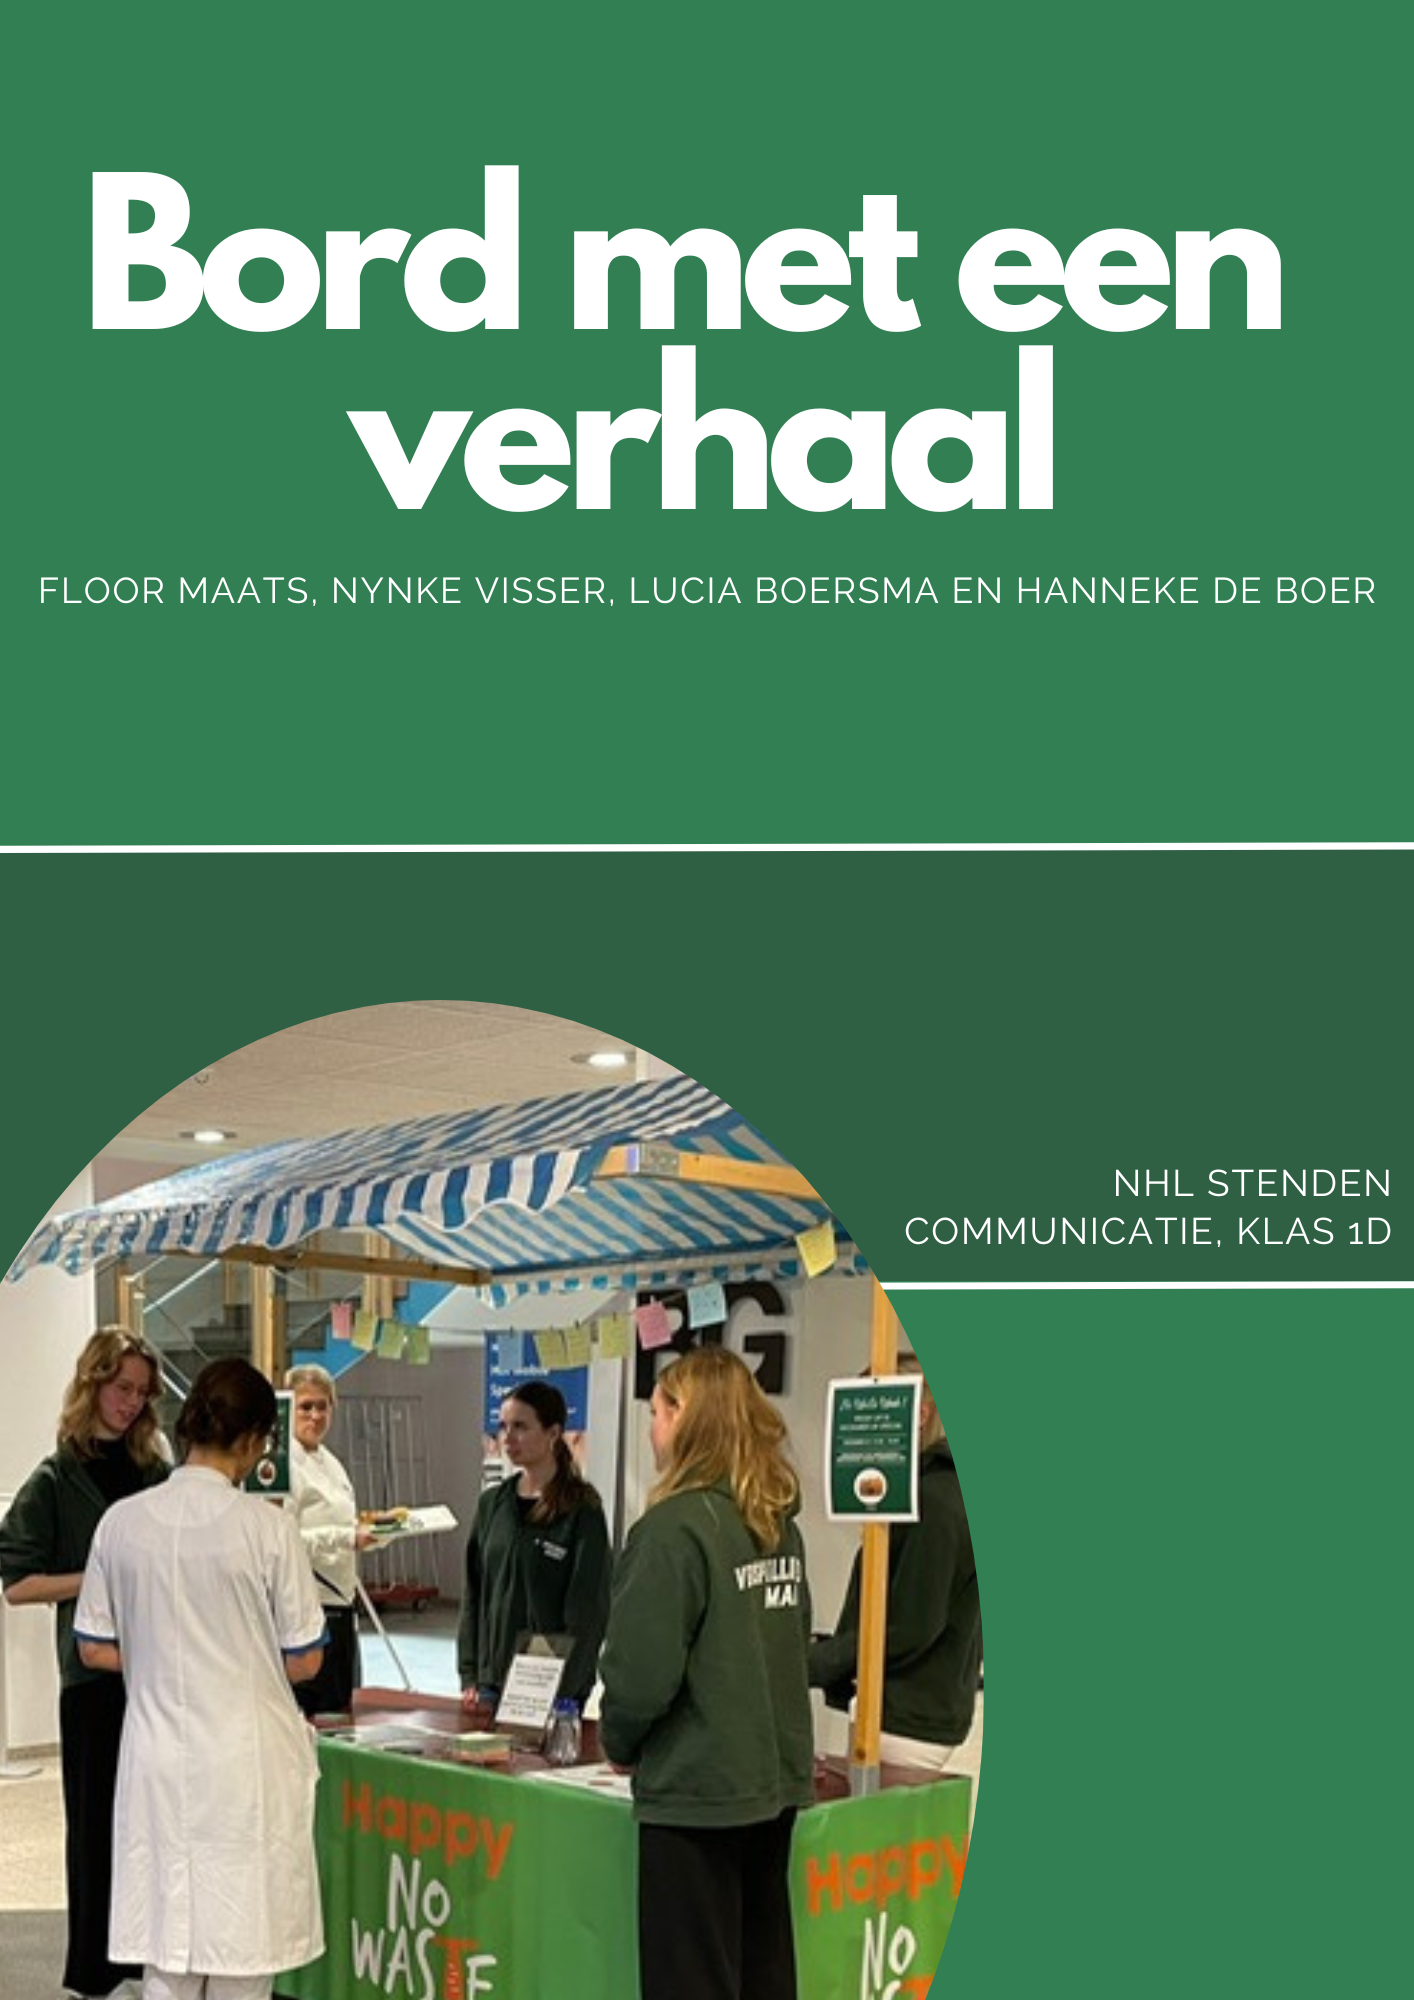 Bord met een
verhaal
FLOOR MAATS, NYNKE VISSER, LUCIA BOERSMA EN HANNEKE DE BOER
NHL STENDEN
COMMUNICATIE, KLAS 1D
Happy
NO
WASTE
Happy
NO